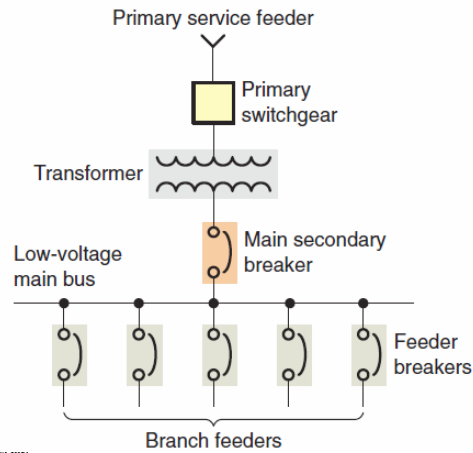 Primary service feeder
Primary
switchgear
Transformer
Main secondary
breaker
Low-voltage
main bus
Feeder
breakers
Branch feeders